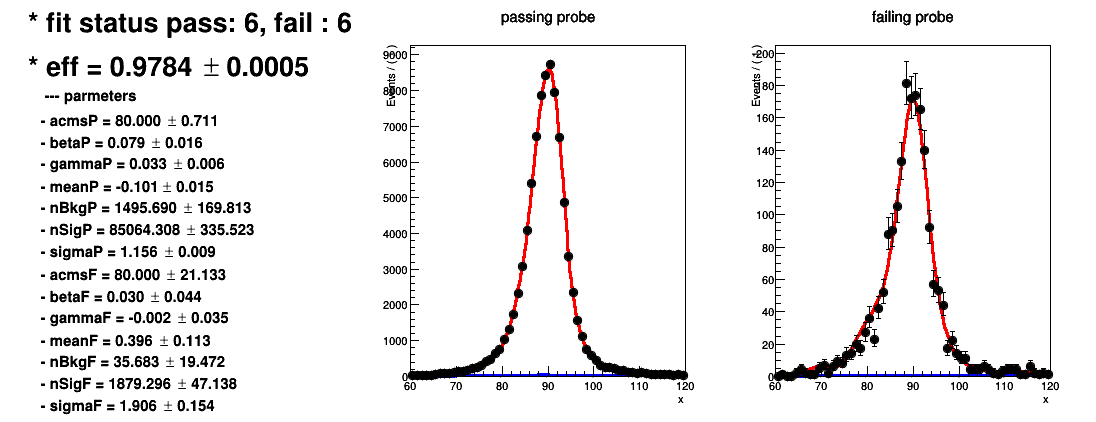 * fit status pass: 6, fail : 6
* eff = 0.9784 ± 0.0005
--- parmeters
- acmsP = 80.000 ± 0.711
- betaP = 0.079 ± 0.016
- gammaP = 0.033 ± 0.006
- meanP = -0.101 ± 0.015
- nBkgP = 1495.690 ± 169.813
- nSigP = 85064.308 ± 335.523
- sigmaP = 1.156 ± 0.009
- acmsF = 80.000 ± 21.133
- betaF = 0.030 ± 0.044
- gammaF = -0.002 ± 0.035
- meanF = 0.396 ± 0.113
- nBkgF = 35.683 ± 19.472
- nSigF = 1879.296 ± 47.138
- sigmaF = 1.906 ± 0.154
passing probe
Events / ( )
9000
8000
7000
6000
5000
4000
3000
2000
1000
0
60 70 80 90 100 110 120
x
failing probe
Events / ( )
200
180
160
140
120
100
80
60
40
20
0
60 70 80 90 100 110 120
x